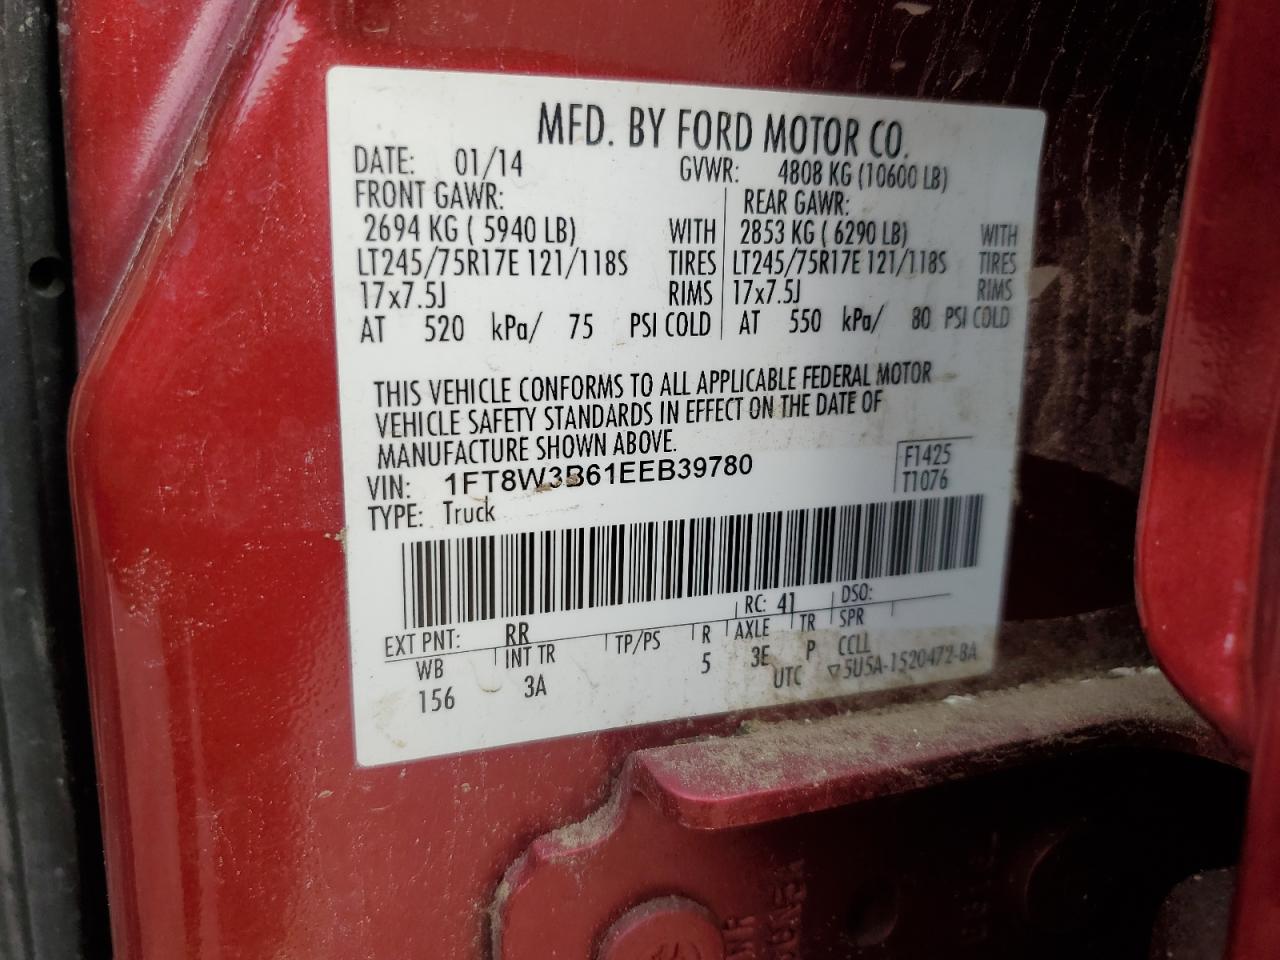 MFD. BY FORD MOTOR CO.
DATE: 01/14 GVWR: 4808 KG (10600 LB)
FRONT GAWR: REAR GAWR:
2694 KG ( 5940 LB) WITH 2853 KG ( 6290 LB) WITH
LT245/75R17E 121/118S TIRES LT245/75R17E 121/118S TIRES
17x7.5J RIMS 17x7.5J RIMS
AT 520 kPa/ 75 PSI COLD AT 550 kPa/ 80 PSI COLD
THIS VEHICLE CONFORMS TO ALL APPLICABLE FEDERAL MOTOR
VEHICLE SAFETY STANDARDS IN EFFECT ON THE DATE OF
MANUFACTURE SHOWN ABOVE.
VIN: 1FT8W3B61EEB39780 F1425
TYPE: Truck T1076
EXT PNT: RR RC: 41 DSO:
WB INT TR TP/PS R AXLE TR SPR
156 3A 5 3E P CCLL
UTC ▽5U5A-1520472-BA